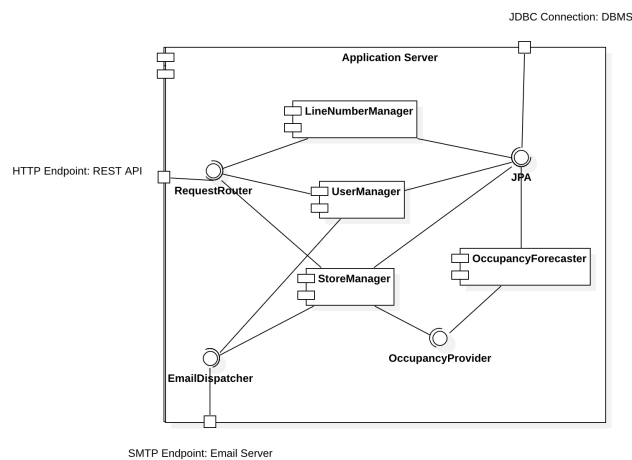 JDBC Connection: DBMS
Application Server
LineNumberManager
HTTP Endpoint: REST API
RequestRouter
JPA
UserManager
OccupancyForecaster
StoreManager
OccupancyProvider
EmailDispatcher
SMTP Endpoint: Email Server